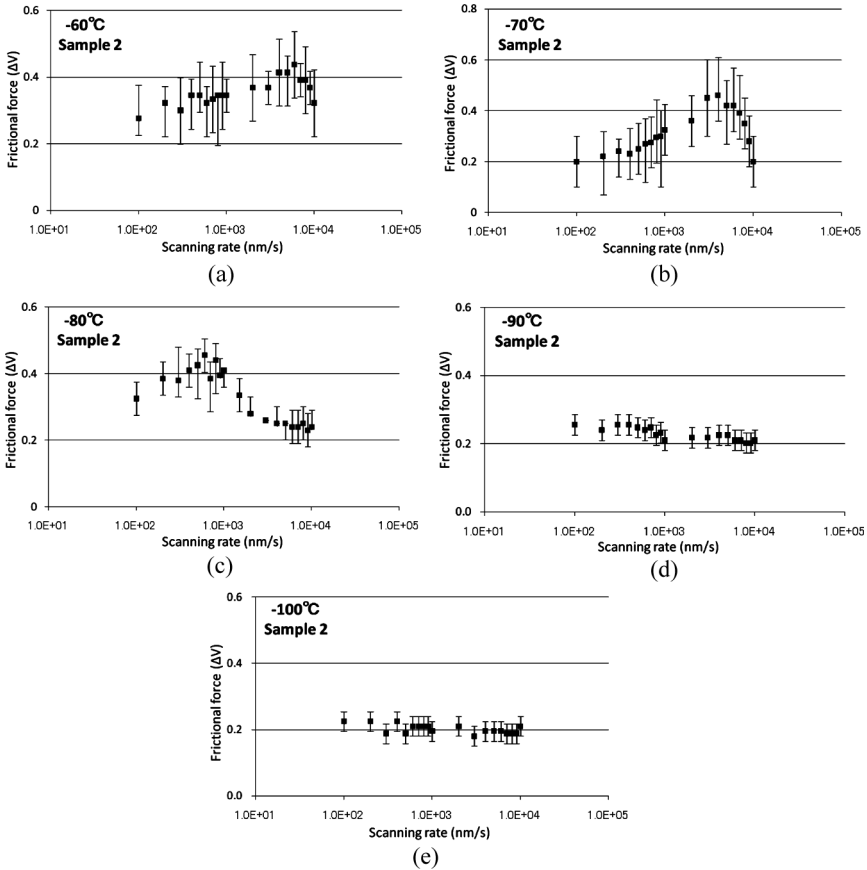 -60℃
Sample 2
Frictional force (ΔV)
0.6
0.4
0.2
0
1.0E+01 1.0E+02 1.0E+03 1.0E+04 1.0E+05
Scanning rate (nm/s)
(a)
-70℃
Sample 2
Frictional force (ΔV)
0.8
0.6
0.4
0.2
0
1.0E+01 1.0E+02 1.0E+03 1.0E+04 1.0E+05
Scanning rate (nm/s)
(b)
-80℃
Sample 2
Frictional force (ΔV)
0.6
0.4
0.2
0
1.0E+01 1.0E+02 1.0E+03 1.0E+04 1.0E+05
Scanning rate (nm/s)
(c)
-90℃
Sample 2
Frictional force (ΔV)
0.6
0.4
0.2
0.0
1.0E+01 1.0E+02 1.0E+03 1.0E+04 1.0E+05
Scanning rate (nm/s)
(d)
-100℃
Sample 2
Frictional force (ΔV)
0.6
0.4
0.2
0.0
1.0E+01 1.0E+02 1.0E+03 1.0E+04 1.0E+05
Scanning rate (nm/s)
(e)